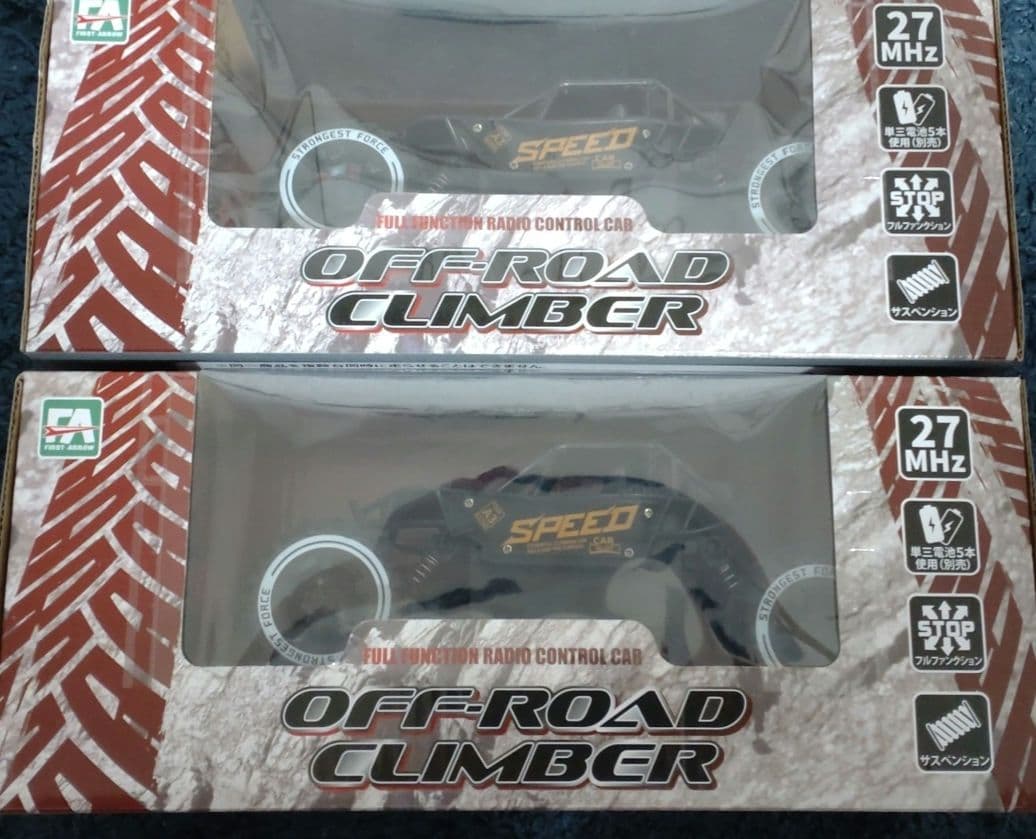 FA
FIRST ARROW
27
MHz
単三電池5本
使用(別売)
STOP
フルファンクション
サスペンション
STRONGEST FORCE
SPEED
CAR
STRONGEST FOR
FULL FUNCTION RADIO CONTROL CAR
OFF-ROAD
CLIMBER
FA
FIRST ARROW
27
MHz
単三電池5本
使用(別売)
STOP
フルファンクション
サスペンション
FORCE
STRONGEST
SPEED
CAR
STRONGEST FO
FULL FUNCTION RADIO CONTROL CAR
OFF-ROAD
CLIMBER